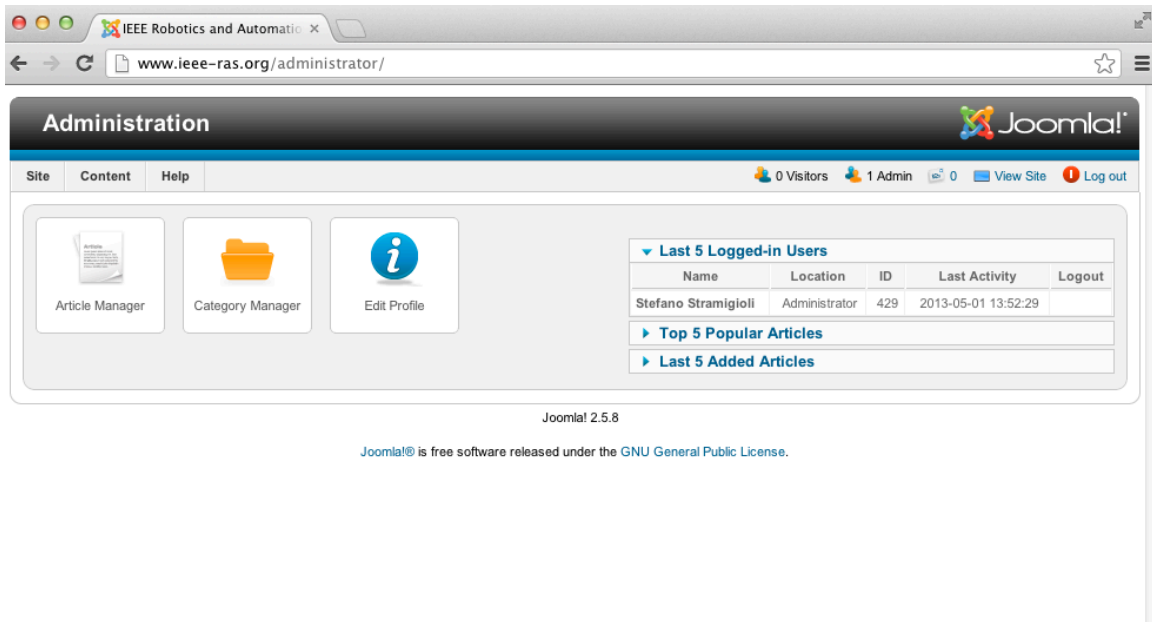 IEEE Robotics and Automatio
www.ieee-ras.org/administrator/
Administration
Joomla!
Site Content Help 0 Visitors 1 Admin 0 View Site Log out
Article Manager Category Manager Edit Profile
Last 5 Logged-in Users
Name Location ID Last Activity Logout
Stefano Stramigioli Administrator 429 2013-05-01 13:52:29
Top 5 Popular Articles
Last 5 Added Articles
Joomla! 2.5.8
Joomla!® is free software released under the GNU General Public License.